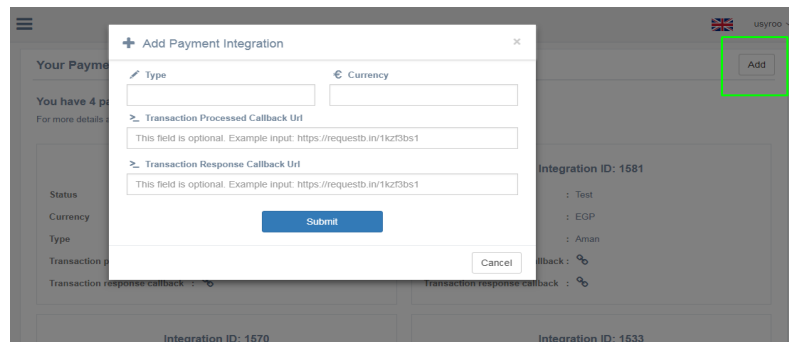 usyroo
Add Payment Integration ×
Your Payme
Add
Type
€ Currency
You have 4 pa
For more details a
>_ Transaction Processed Callback Url
This field is optional. Example input: https://requestb.in/1kzf3bs1
>_ Transaction Response Callback Url
This field is optional. Example input: https://requestb.in/1kzf3bs1
Integration ID: 1581
Status
: Test
Currency
: EGP
Submit
Type
: Aman
Transaction p
llback :
Cancel
Transaction response callback :
Transaction response callback :
Integration ID: 1570
Integration ID: 1533